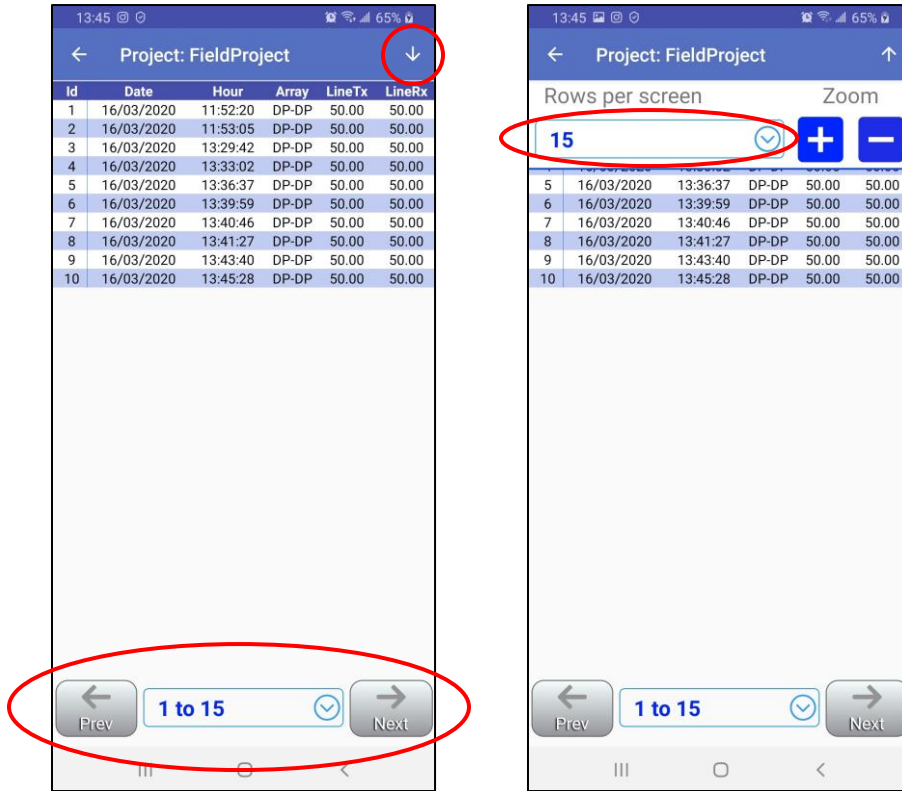 13:45 65%
Project: FieldProject
Id Date Hour Array LineTx LineRx
1 16/03/2020 11:52:20 DP-DP 50.00 50.00
2 16/03/2020 11:53:05 DP-DP 50.00 50.00
3 16/03/2020 13:29:42 DP-DP 50.00 50.00
4 16/03/2020 13:33:02 DP-DP 50.00 50.00
5 16/03/2020 13:36:37 DP-DP 50.00 50.00
6 16/03/2020 13:39:59 DP-DP 50.00 50.00
7 16/03/2020 13:40:46 DP-DP 50.00 50.00
8 16/03/2020 13:41:27 DP-DP 50.00 50.00
9 16/03/2020 13:43:40 DP-DP 50.00 50.00
10 16/03/2020 13:45:28 DP-DP 50.00 50.00
Prev 1 to 15 Next
13:45 65%
Project: FieldProject
Rows per screen Zoom
15 + −
5 16/03/2020 13:36:37 DP-DP 50.00 50.00
6 16/03/2020 13:39:59 DP-DP 50.00 50.00
7 16/03/2020 13:40:46 DP-DP 50.00 50.00
8 16/03/2020 13:41:27 DP-DP 50.00 50.00
9 16/03/2020 13:43:40 DP-DP 50.00 50.00
10 16/03/2020 13:45:28 DP-DP 50.00 50.00
Prev 1 to 15 Next